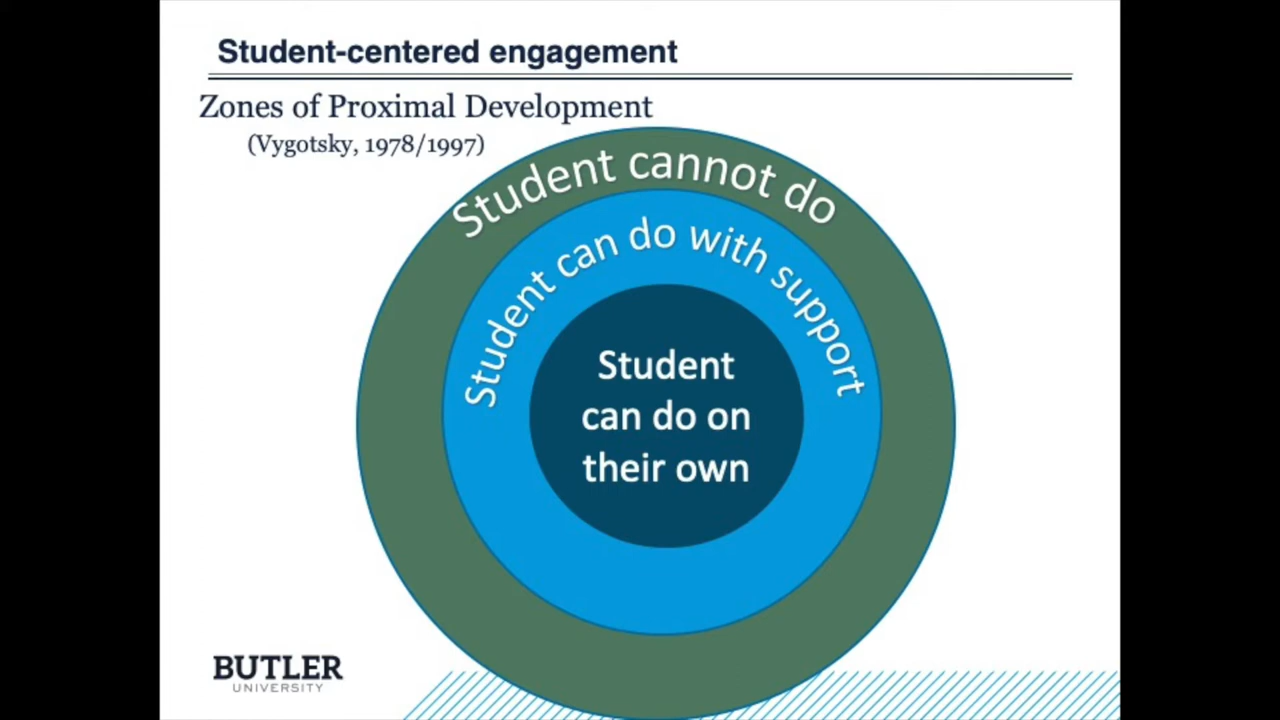 Student-centered engagement
Zones of Proximal Development
(Vygotsky, 1978/1997)
Student cannot do
Student can do with support
Student
can do on
their own
BUTLER
UNIVERSITY